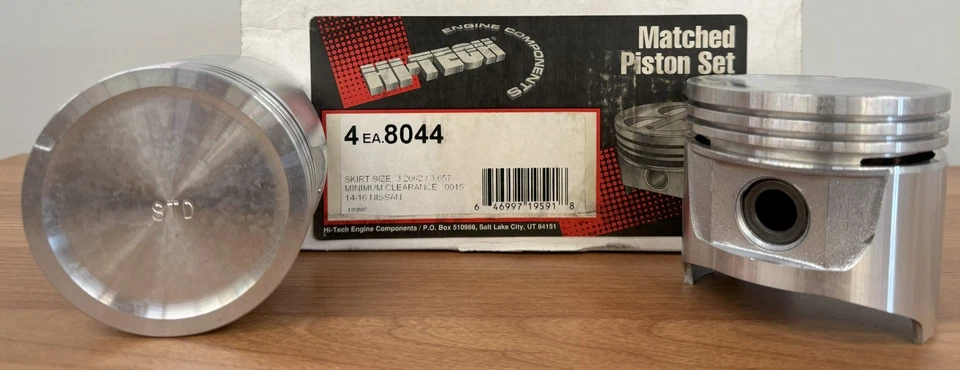 HI-TECH
ENGINE COMPONENTS
Matched
Piston Set
4 EA. 8044
SKIRT SIZE: 3.2662 / 3.657
MINIMUM CLEARANCE: .0015
14-16 NISSAN
6 46997 19591 8
Hi-Tech Engine Components / P.O. Box 510988, Salt Lake City, UT 84151
STD